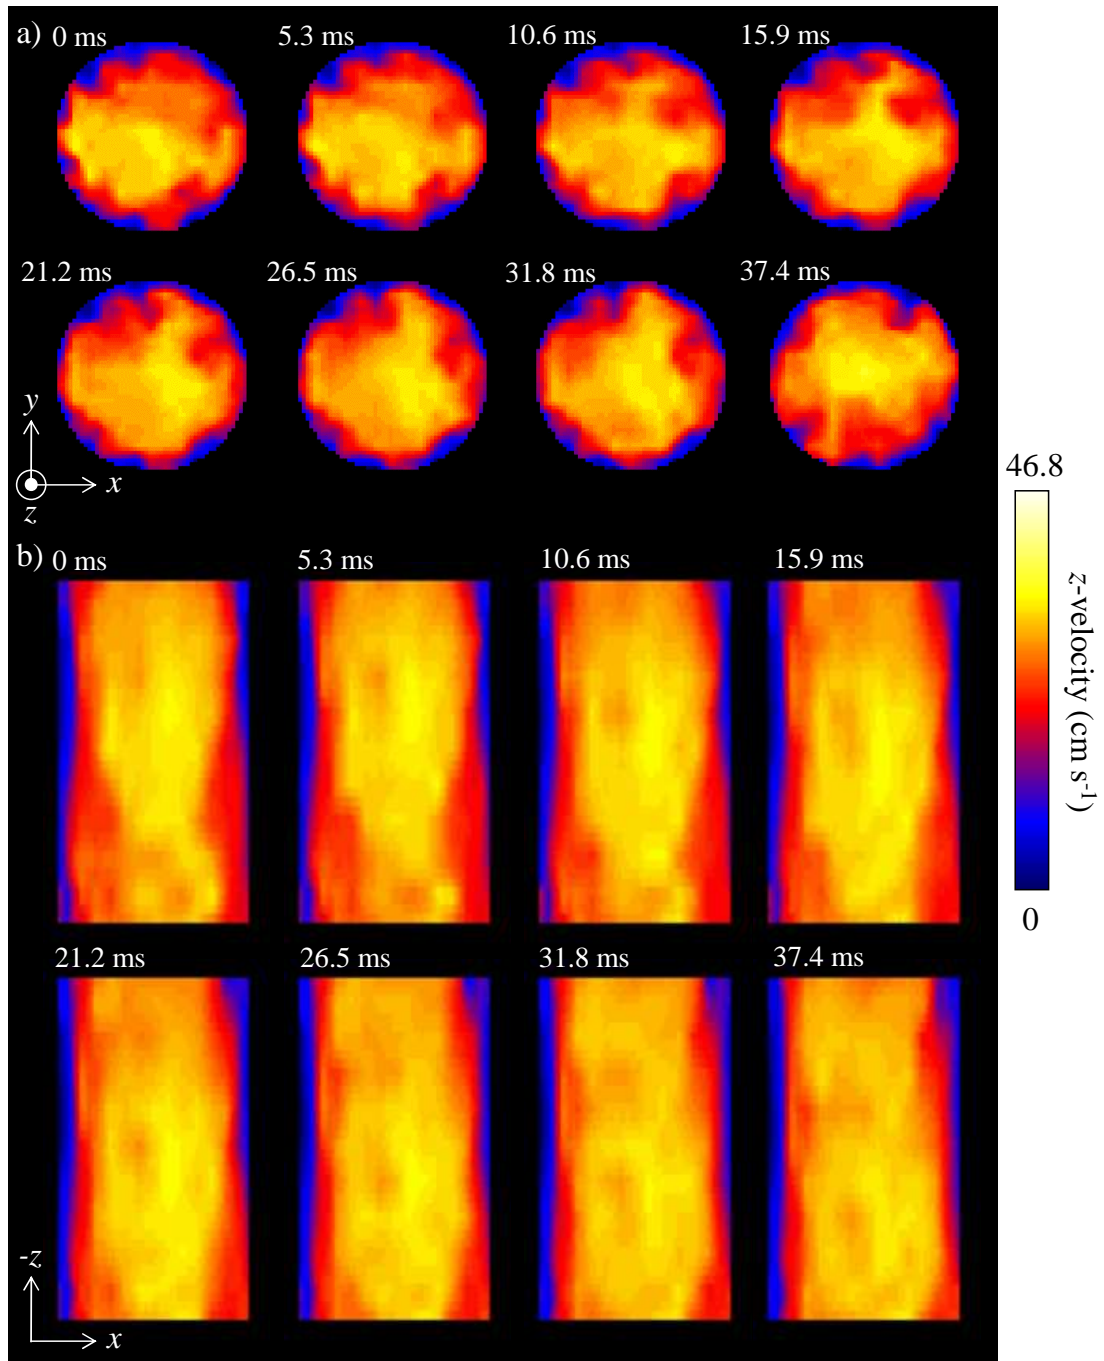 a) 0 ms 5.3 ms 10.6 ms 15.9 ms
21.2 ms 26.5 ms 31.8 ms 37.4 ms
y
x
z
46.8
z-velocity (cm s-1)
0
b) 0 ms 5.3 ms 10.6 ms 15.9 ms
21.2 ms 26.5 ms 31.8 ms 37.4 ms
-z
x